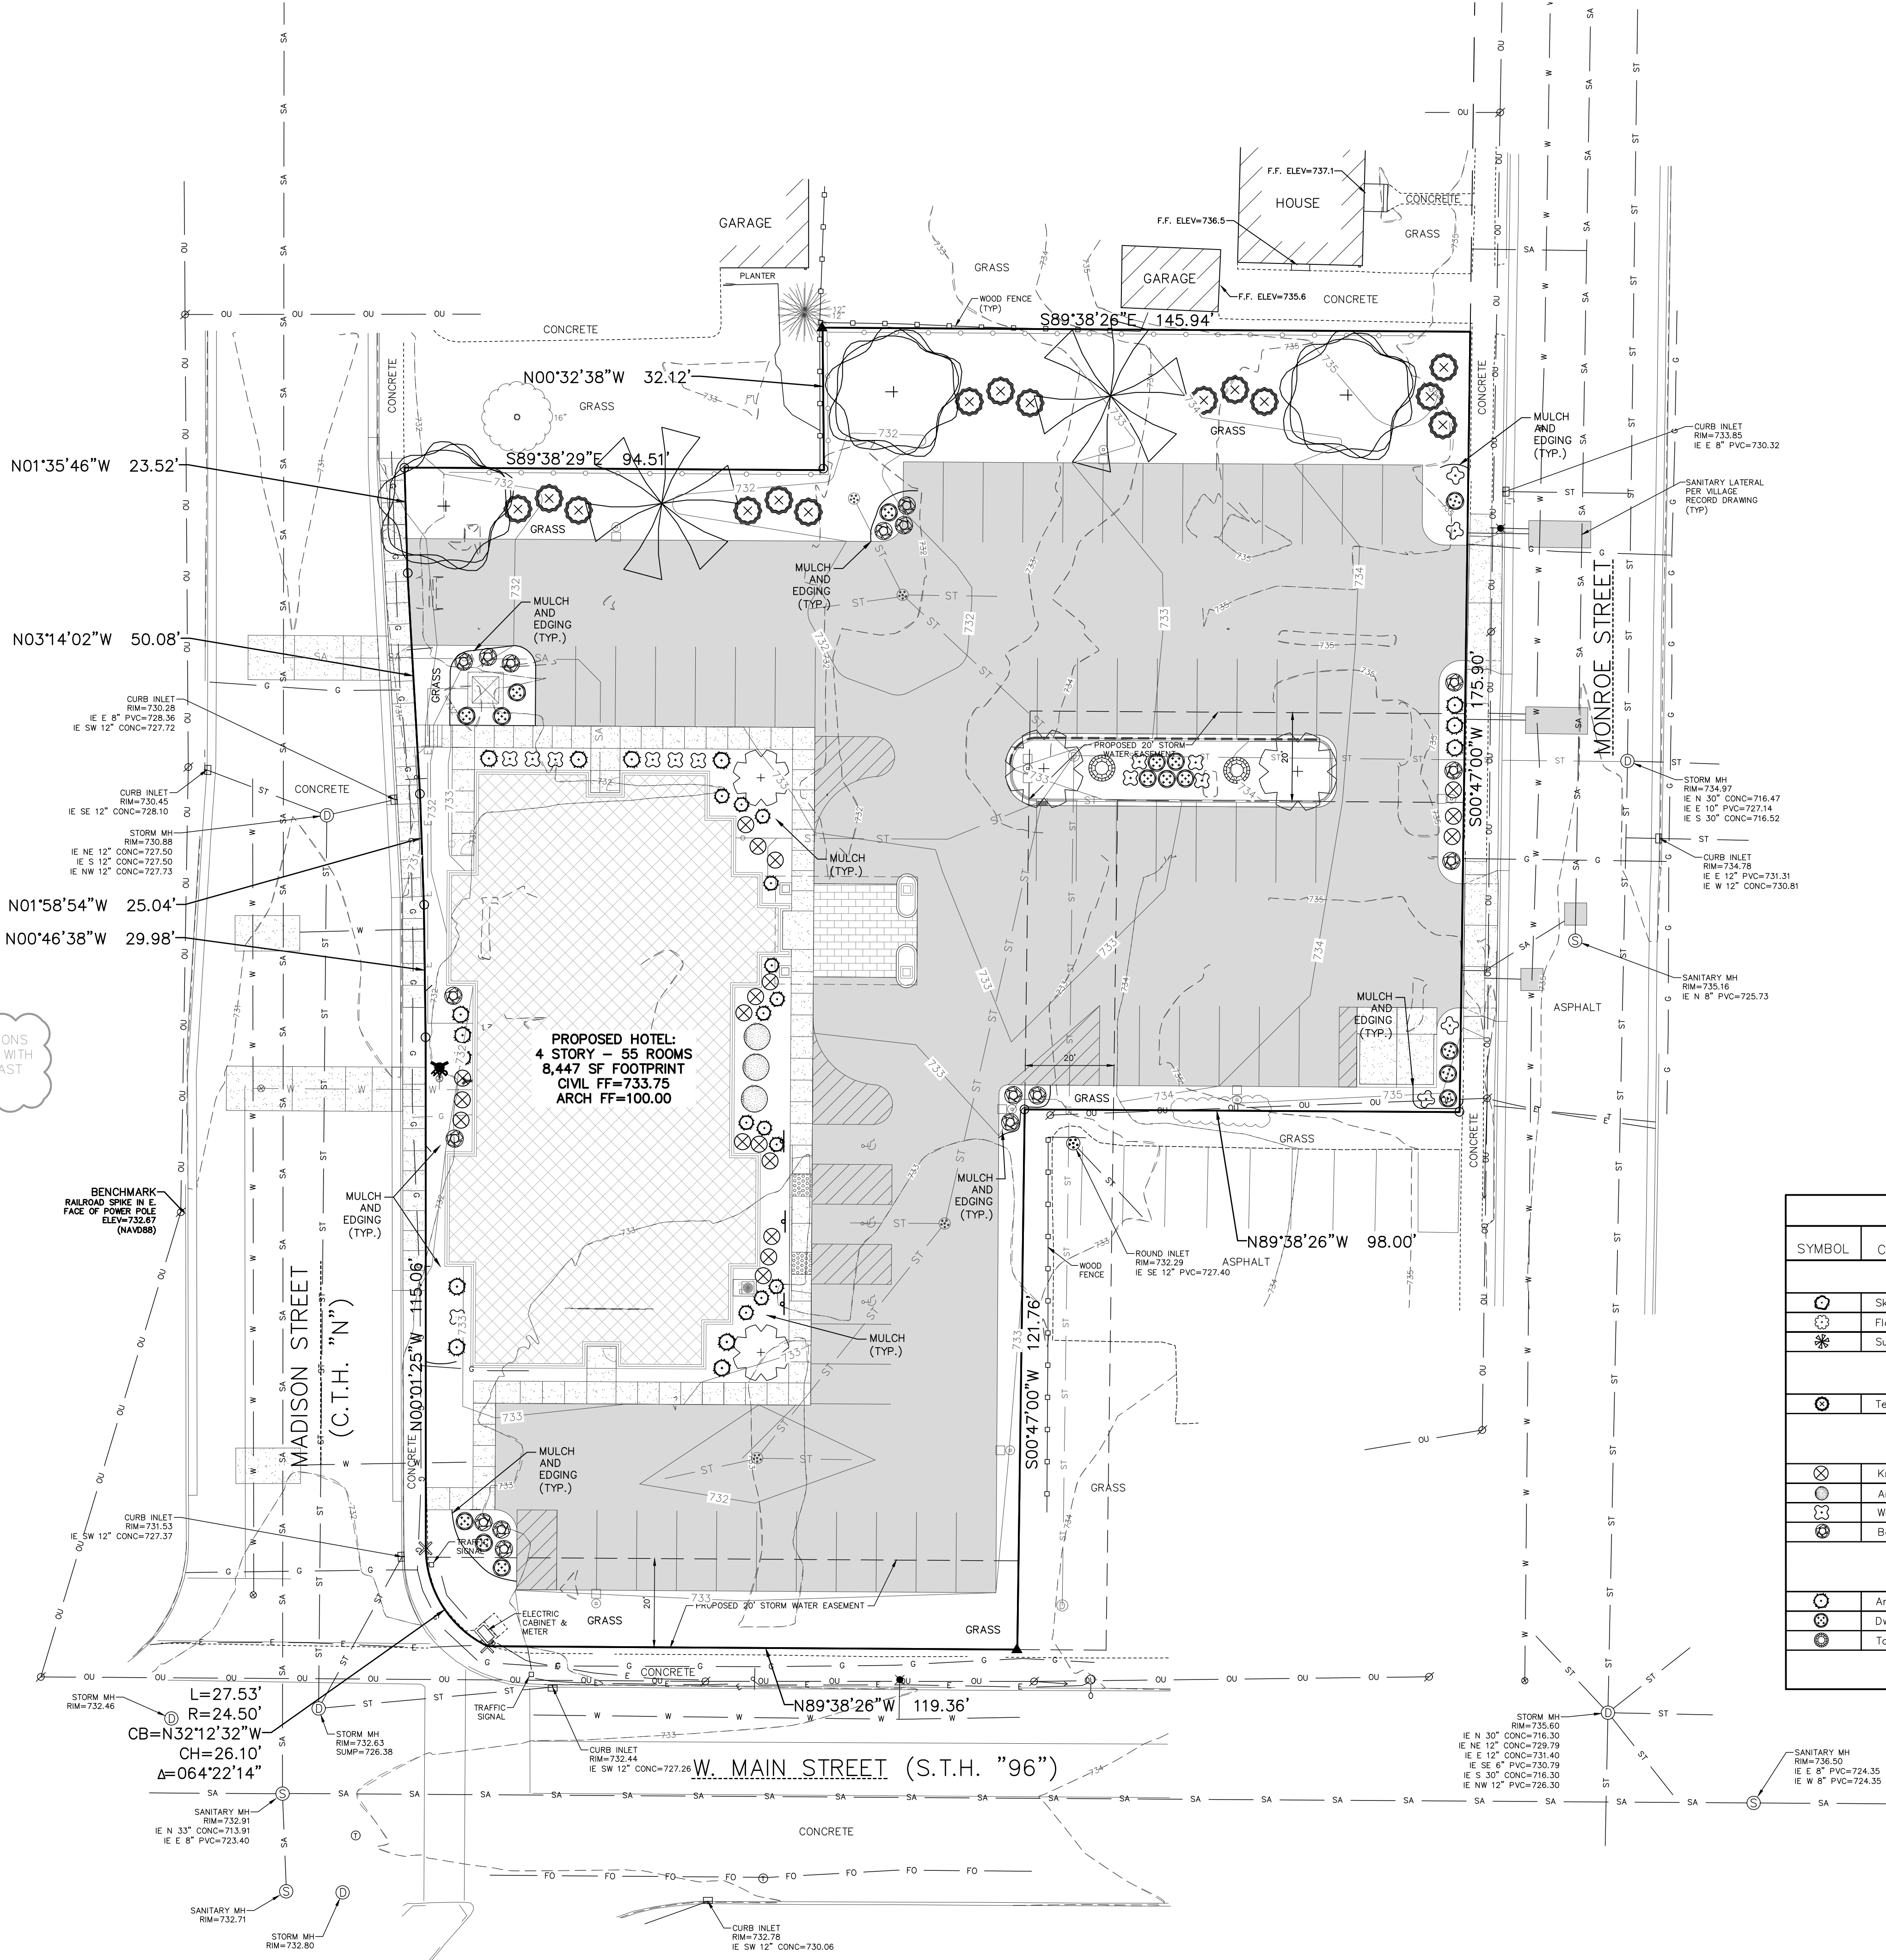 F.F. ELEV=737.1
HOUSE
CONCRETE
F.F. ELEV=736.5
GRASS
GARAGE
PLANTER
GRASS
GARAGE
F.F. ELEV=735.6
CONCRETE
WOOD FENCE
(TYP)
12"
12"
CONCRETE
S89°38'26"E 145.94'
N00°32'38"W 32.12'
GRASS
16"
CONCRETE
CONCRETE
GRASS
MULCH
AND
EDGING
(TYP.)
CURB INLET
RIM=733.85
IE E 8" PVC=730.32
N01°35'46"W 23.52'
S89°38'29"E 94.51'
GRASS
SANITARY LATERAL
PER VILLAGE
RECORD DRAWING
(TYP)
MULCH
AND
EDGING
(TYP.)
MULCH
AND
EDGING
(TYP.)
N03°14'02"W 50.08'
GRASS
MONROE STREET
S00°47'00"W 175.90'
CURB INLET
RIM=730.28
IE E 8" PVC=728.36
IE SW 12" CONC=727.72
PROPOSED 20' STORM
WATER EASEMENT
20'
CONCRETE
CURB INLET
RIM=730.45
IE SE 12" CONC=728.10
STORM MH
RIM=734.97
IE N 30" CONC=716.47
IE E 10" PVC=727.14
IE S 30" CONC=716.52
STORM MH
RIM=730.88
IE NE 12" CONC=727.50
IE S 12" CONC=727.50
IE NW 12" CONC=727.73
MULCH
(TYP.)
CURB INLET
RIM=734.78
IE E 12" PVC=731.31
IE W 12" CONC=730.81
N01°58'54"W 25.04'
N00°46'38"W 29.98'
SANITARY MH
RIM=735.16
IE N 8" PVC=725.73
ASPHALT
MULCH
AND
EDGING
(TYP.)
ONS
WITH
AST
PROPOSED HOTEL:
4 STORY – 55 ROOMS
8,447 SF FOOTPRINT
CIVIL FF=733.75
ARCH FF=100.00
20'
GRASS
GRASS
CONCRETE
BENCHMARK
RAILROAD SPIKE IN E.
FACE OF POWER POLE
ELEV=732.67
(NAVD88)
MULCH
AND
EDGING
(TYP.)
MULCH
AND
EDGING
(TYP.)
N89°38'26"W 98.00'
ROUND INLET
RIM=732.29
IE SE 12" PVC=727.40
ASPHALT
WOOD
FENCE
SYMBOL C
Sk
Fl
Su
Te
K
A
W
B
A
D
To
MADISON STREET
(C.T.H. "N")
N00°01'25"W 115.06'
CONCRETE
S00°47'00"W 121.76'
MULCH
(TYP.)
MULCH
AND
EDGING
(TYP.)
GRASS
CURB INLET
RIM=731.53
IE SW 12" CONC=727.37
TRAFFIC
SIGNAL
20'
PROPOSED 20' STORM WATER EASEMENT
ELECTRIC
CABINET &
METER
GRASS
GRASS
CONCRETE
STORM MH
RIM=732.46
L=27.53'
R=24.50'
CB=N32°12'32"W
CH=26.10'
Δ=064°22'14"
STORM MH
RIM=732.63
SUMP=726.38
TRAFFIC
SIGNAL
N89°38'26"W 119.36'
CURB INLET
RIM=732.44
IE SW 12" CONC=727.26
W. MAIN STREET (S.T.H. "96")
STORM MH
RIM=735.60
IE N 30" CONC=716.30
IE NE 12" CONC=729.79
IE E 12" CONC=731.40
IE SE 6" PVC=730.79
IE S 30" CONC=716.30
IE NW 12" PVC=726.30
SANITARY MH
RIM=736.50
IE E 8" PVC=724.35
IE W 8" PVC=724.35
SANITARY MH
RIM=732.91
IE N 33" CONC=713.91
IE E 8" PVC=723.40
CONCRETE
SANITARY MH
RIM=732.71
STORM MH
RIM=732.80
CURB INLET
RIM=732.78
IE SW 12" CONC=730.06